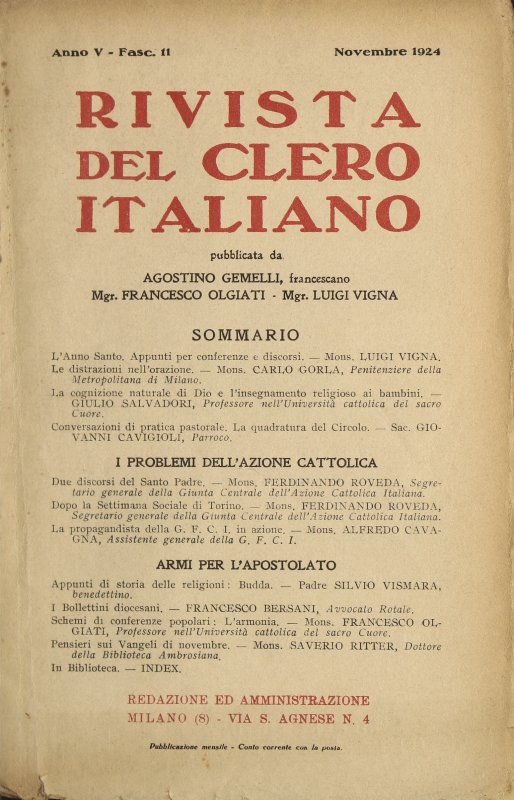 Anno V - Fasc. 11
Novembre 1924
RIVISTA
DEL CLERO
ITALIANO
pubblicata da
AGOSTINO GEMELLI, francescano
Mgr. FRANCESCO OLGIATI - Mgr. LUIGI VIGNA
SOMMARIO
L'Anno Santo. Appunti per conferenze e discorsi. — Mons. LUIGI VIGNA.
Le distrazioni nell'orazione. — Mons. CARLO GORLA, Penitenziere della
Metropolitana di Milano.
La cognizione naturale di Dio e l'insegnamento religioso ai bambini. —
GIULIO SALVADORI, Professore nell'Università cattolica del sacro
Cuore.
Conversazioni di pratica pastorale. La quadratura del Circolo. — Sac. GIO-
VANNI CAVIGIOLI, Parroco.
I PROBLEMI DELL'AZIONE CATTOLICA
Due discorsi del Santo Padre. — Mons. FERDINANDO ROVEDA, Segre-
tario generale della Giunta Centrale dell'Azione Cattolica Italiana.
Dopo la Settimana Sociale di Torino. — Mons. FERDINANDO ROVEDA,
Segretario generale della Giunta Centrale dell'Azione Cattolica Italiana.
La propagandista della G. F. C. I. in azione. — Mons. ALFREDO CAVA-
GNA, Assistente generale della G. F. C. I.
ARMI PER L'APOSTOLATO
Appunti di storia delle religioni: Budda. — Padre SILVIO VISMARA,
benedettino.
I Bollettini diocesani. — FRANCESCO BERSANI, Avvocato Rotale.
Schemi di conferenze popolari: L'armonia. — Mons. FRANCESCO OL-
GIATI, Professore nell'Università cattolica del sacro Cuore.
Pensieri sui Vangeli di novembre. — Mons. SAVERIO RITTER, Dottore
della Biblioteca Ambrosiana.
In Biblioteca. — INDEX.
REDAZIONE ED AMMINISTRAZIONE
MILANO (8) - VIA S. AGNESE N. 4
Pubblicazione mensile - Conto corrente con la posta.